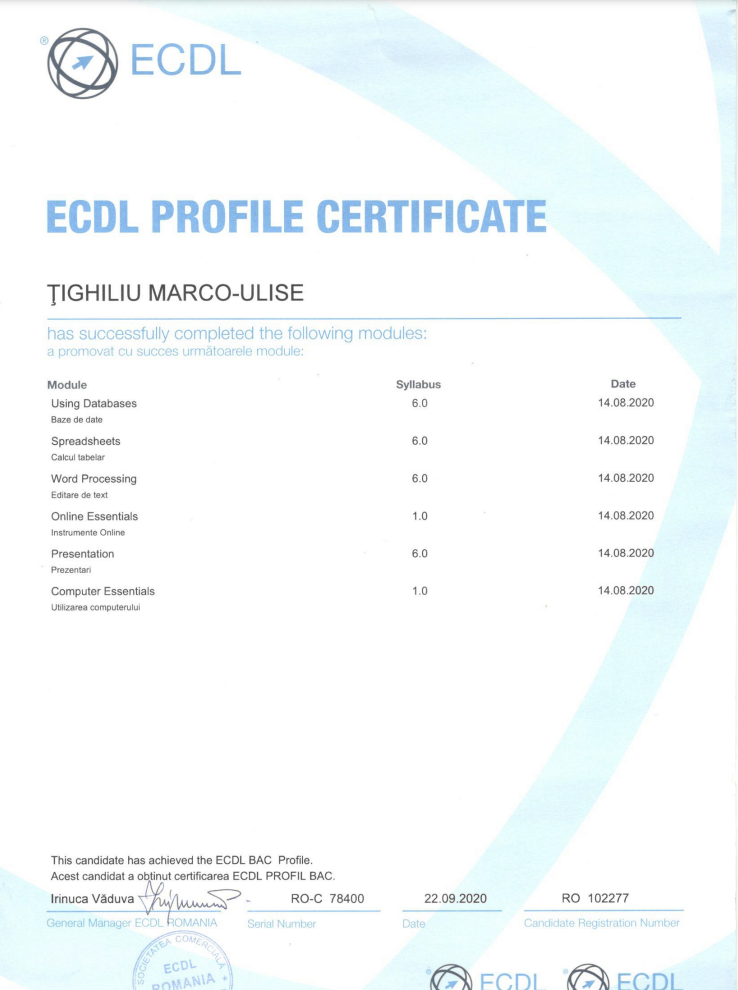 ® ECDL
ECDL PROFILE CERTIFICATE
ŢIGHILIU MARCO-ULISE
has successfully completed the following modules:
a promovat cu succes următoarele module:
Module Syllabus Date
Using Databases 6.0 14.08.2020
Baze de date
Spreadsheets 6.0 14.08.2020
Calcul tabelar
Word Processing 6.0 14.08.2020
Editare de text
Online Essentials 1.0 14.08.2020
Instrumente Online
Presentation 6.0 14.08.2020
Prezentari
Computer Essentials 1.0 14.08.2020
Utilizarea computerului
This candidate has achieved the ECDL BAC Profile.
Acest candidat a obţinut certificarea ECDL PROFIL BAC.
Irinuca Văduva RO-C 78400 22.09.2020 RO 102277
General Manager ECDL ROMANIA Serial Number Date Candidate Registration Number
SOCIETATEA COMERCIALĂ
ECDL
ROMANIA
ECDL ECDL